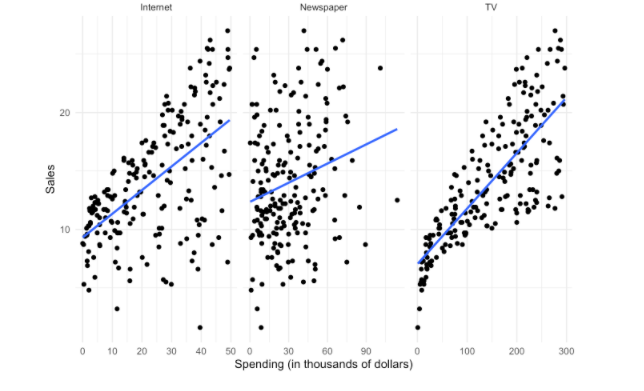 Internet Newspaper TV
20
10
Sales
0 10 20 30 40 50 0 30 60 90 0 100 200 300
Spending (in thousands of dollars)